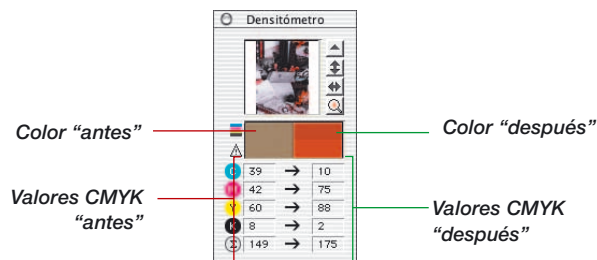 Densitómetro
Color “antes”
Color “después”
C 39 → 10
M 42 → 75
Y 60 → 88
K 8 → 2
Σ 149 → 175
Valores CMYK
“antes”
Valores CMYK
“después”